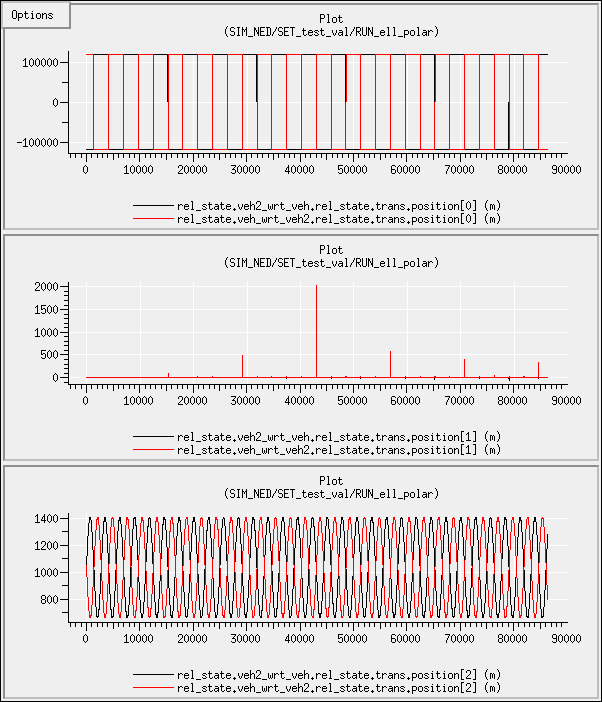 Options
Plot
(SIM_NED/SET_test_val/RUN_ell_polar)
100000
0
-100000
0 10000 20000 30000 40000 50000 60000 70000 80000 90000
rel_state.veh2_wrt_veh.rel_state.trans.position[0] (m)
rel_state.veh_wrt_veh2.rel_state.trans.position[0] (m)
Plot
(SIM_NED/SET_test_val/RUN_ell_polar)
2000
1500
1000
500
0
0 10000 20000 30000 40000 50000 60000 70000 80000 90000
rel_state.veh2_wrt_veh.rel_state.trans.position[1] (m)
rel_state.veh_wrt_veh2.rel_state.trans.position[1] (m)
Plot
(SIM_NED/SET_test_val/RUN_ell_polar)
1400
1200
1000
800
0 10000 20000 30000 40000 50000 60000 70000 80000 90000
rel_state.veh2_wrt_veh.rel_state.trans.position[2] (m)
rel_state.veh_wrt_veh2.rel_state.trans.position[2] (m)